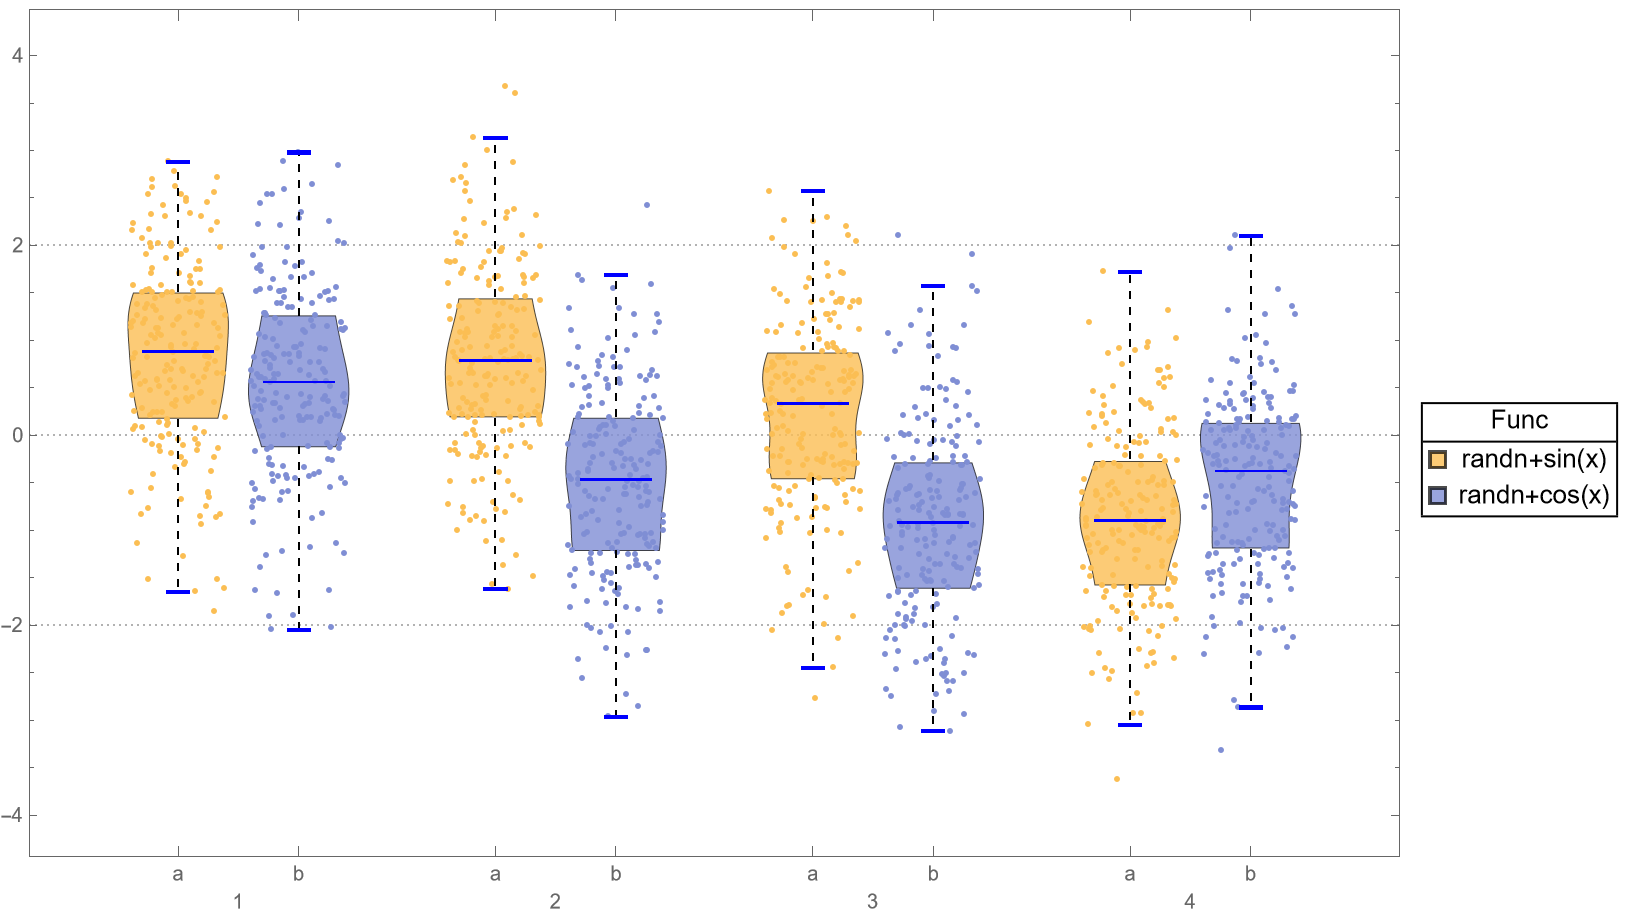 4
2
0
−2
−4
a b a b a b a b
1 2 3 4
Func
randn+sin(x)
randn+cos(x)